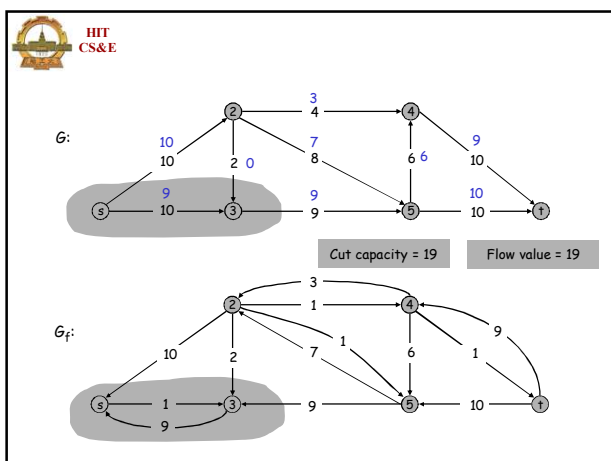 HIT
CS&E
3
2 4 4
G:
10 7 9
10 2 0 8 6 6 10
9 9 10
s 10 3 9 5 10 t
Cut capacity = 19 Flow value = 19
3
2 1 4
Gf:
1 9
10 2 7 6 1
s 1 3 9 5 10 t
9